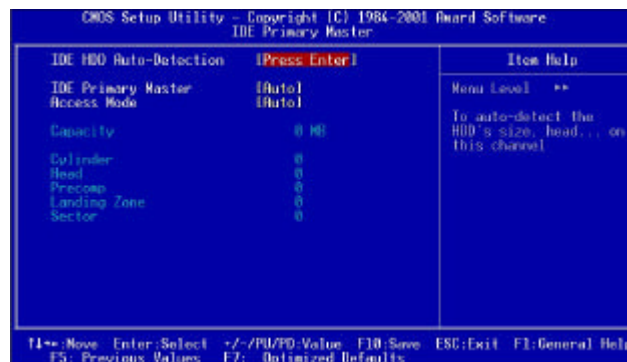 CMOS Setup Utility - Copyright (C) 1984-2001 Award Software
IDE Primary Master
IDE HDD Auto-Detection [Press Enter]
Item Help
IDE Primary Master [Auto]
Access Mode [Auto]
Menu Level ►►
Capacity 0 MB
To auto-detect the
HDD's size, head... on
this channel
Cylinder 0
Head 0
Precomp 0
Landing Zone 0
Sector 0
↑↓→←:Move Enter:Select +/-/PU/PD:Value F10:Save ESC:Exit F1:General Help
F5: Previous Values F7: Optimized Defaults